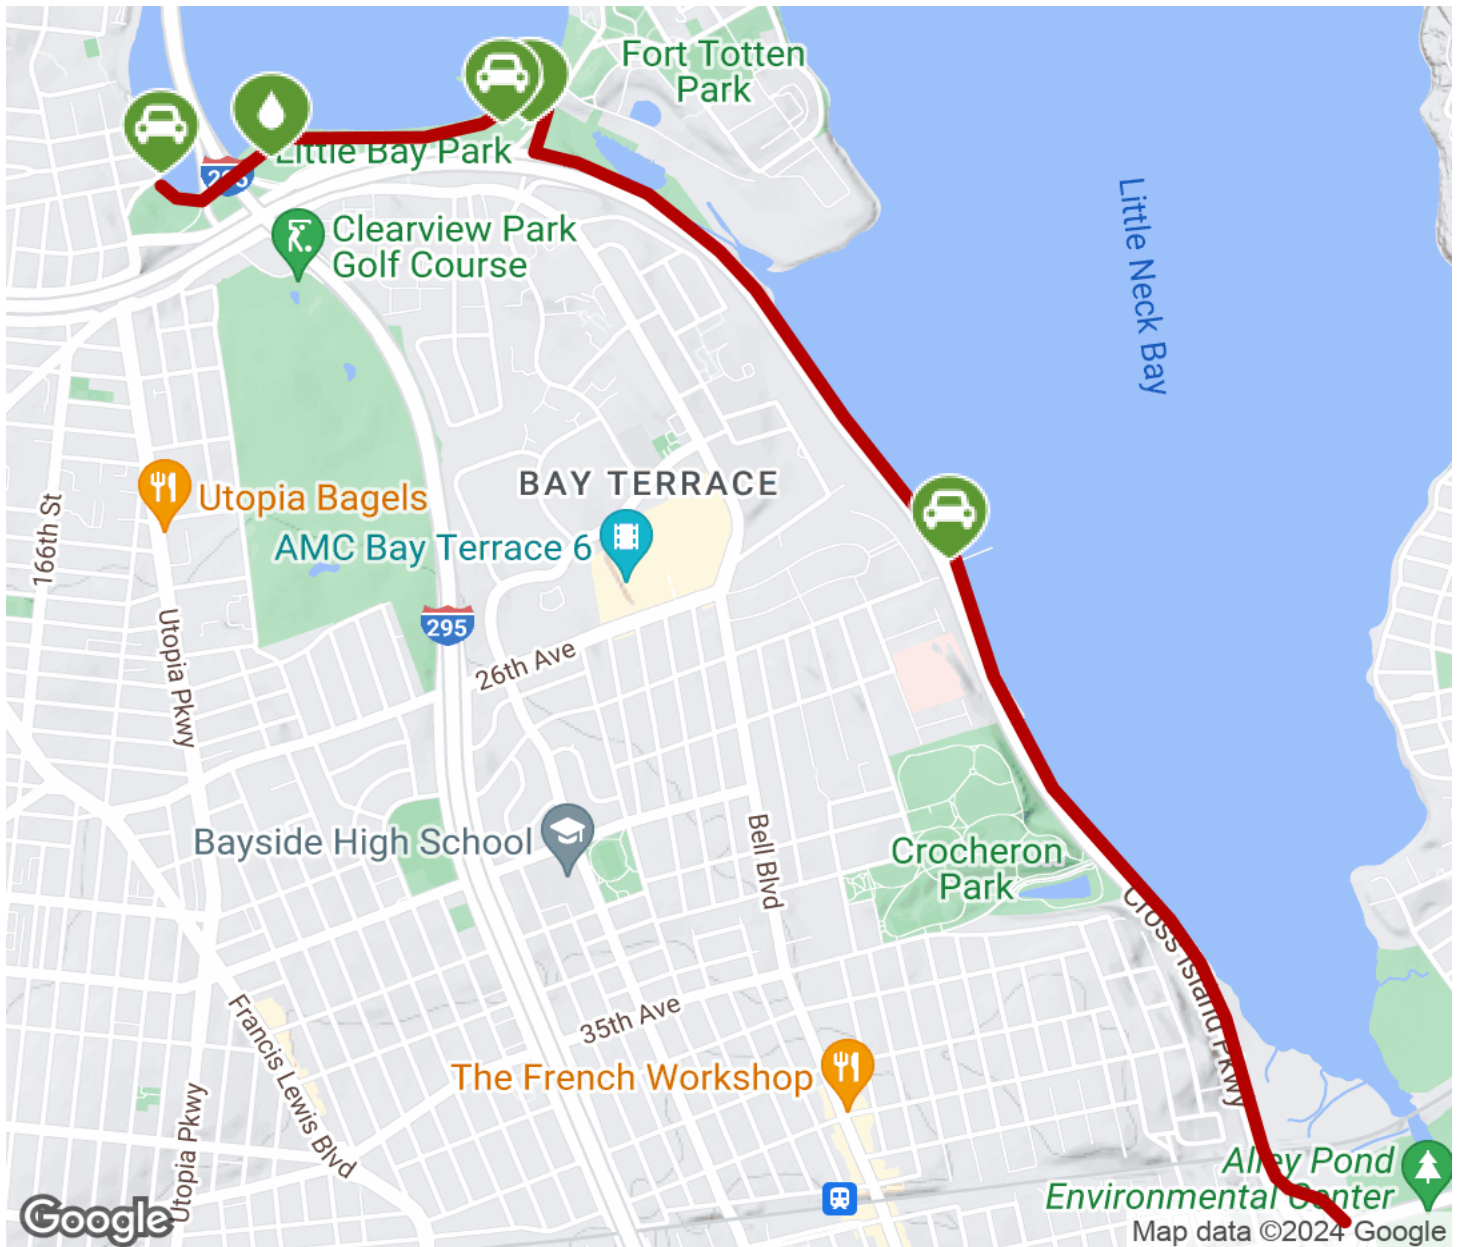 Fort Totten
Park
Little Bay Park
295
Clearview Park
Golf Course
Little Neck Bay
BAY TERRACE
Utopia Bagels
AMC Bay Terrace 6
166th St
295
Utopia Pkwy
26th Ave
Bayside High School
Bell Blvd
Crocheron
Park
Cross Island Pkwy
35th Ave
Francis Lewis Blvd
The French Workshop
Utopia Pkwy
Alley Pond
Environmental Center
Google
Map data ©2024 Google